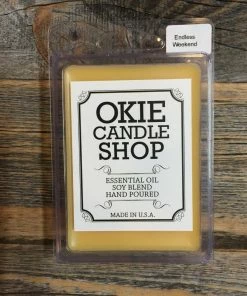 Endless
Weekend
OKIE
CANDLE
SHOP
ESSENTIAL OIL
SOY BLEND
HAND POURED
MADE IN U.S.A.